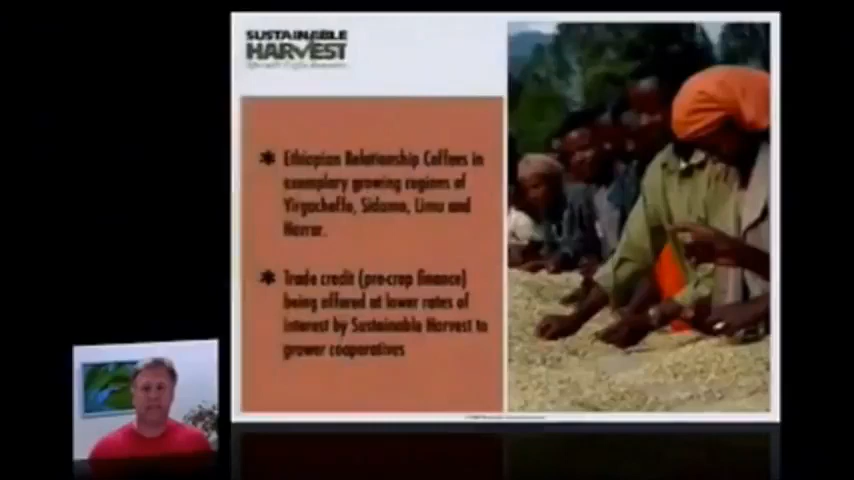 SUSTAINABLE
HARVEST
* Ethiopian Relationship Coffees in
exemplary growing regions of
Yirgacheffe, Sidamo, Limu and
Harrar.
* Trade credit (pre-crop finance)
being offered at lower rates of
interest by Sustainable Harvest to
grower cooperatives